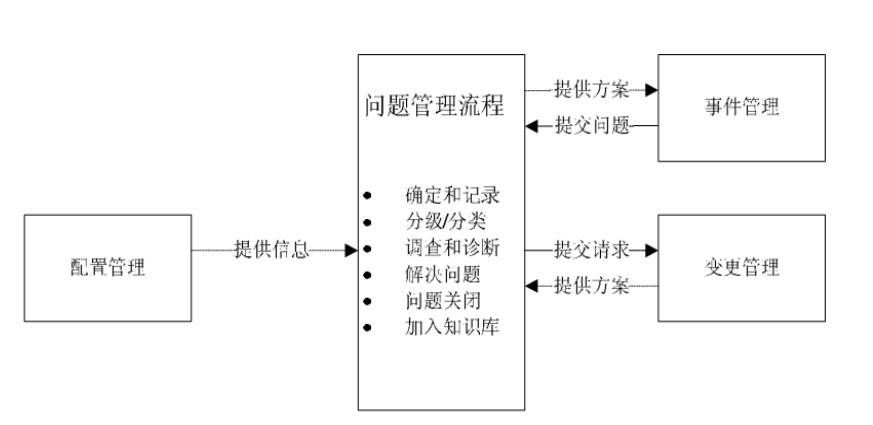 问题管理流程
• 确定和记录
• 分级/分类
• 调查和诊断
• 解决问题
• 问题关闭
• 加入知识库
配置管理
提供信息
提供方案
提交问题
事件管理
提交请求
提供方案
变更管理